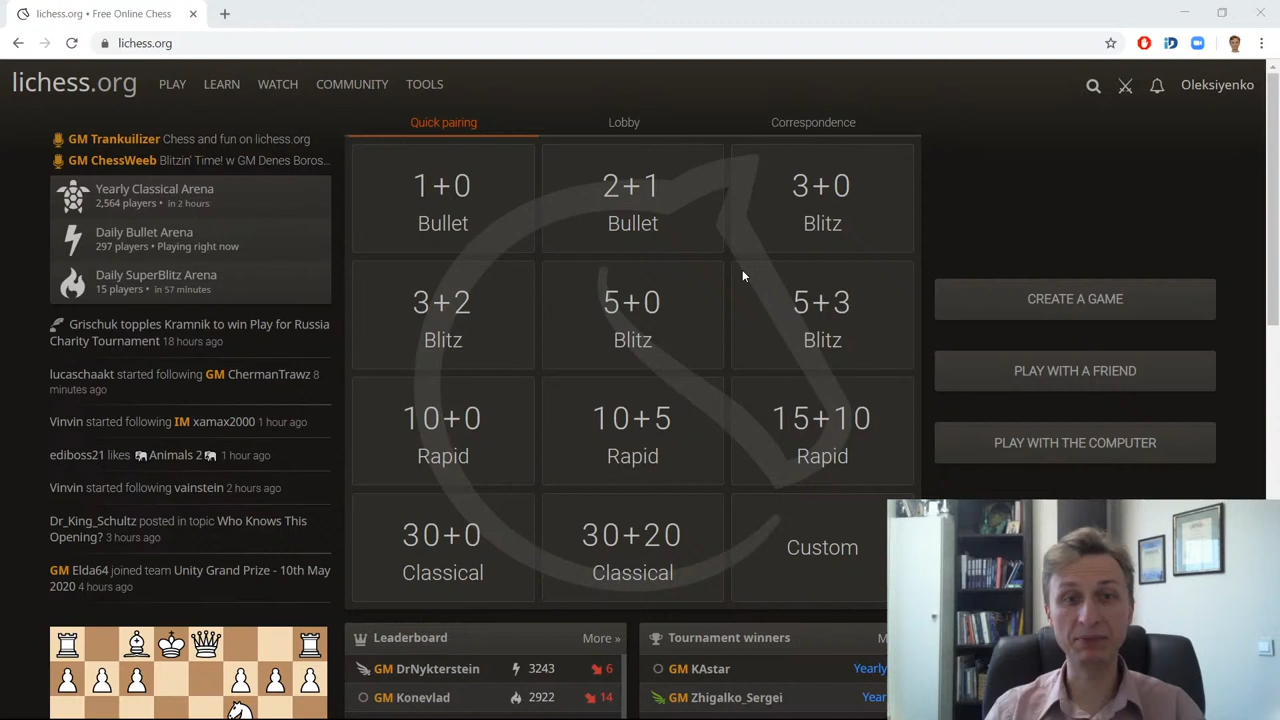 lichess.org • Free Online Chess
lichess.org
lichess.org
PLAY
LEARN
WATCH
COMMUNITY
TOOLS
Oleksiyenko
Quick pairing
Lobby
Correspondence
GM Trankuilizer Chess and fun on lichess.org
GM ChessWeeb Blitzin' Time! w GM Denes Boros...
Yearly Classical Arena
2,564 players • in 2 hours
Daily Bullet Arena
297 players • Playing right now
Daily SuperBlitz Arena
15 players • in 57 minutes
Grischuk topples Kramnik to win Play for Russia
Charity Tournament 18 hours ago
lucaschaakt started following GM ChermanTrawz 8
minutes ago
Vinvin started following IM xamax2000 1 hour ago
ediboss21 likes Animals 2 1 hour ago
Vinvin started following vainstein 2 hours ago
Dr_King_Schultz posted in topic Who Knows This
Opening? 3 hours ago
GM Elda64 joined team Unity Grand Prix - 10th May
2020 4 hours ago
1+0
Bullet
2+1
Bullet
3+0
Blitz
3+2
Blitz
5+0
Blitz
5+3
Blitz
10+0
Rapid
10+5
Rapid
15+10
Rapid
30+0
Classical
30+20
Classical
Custom
CREATE A GAME
PLAY WITH A FRIEND
PLAY WITH THE COMPUTER
Leaderboard
More »
GM DrNykterstein 3243 6
GM Konevlad 2922 14
Tournament winners
M
GM KAstar Yearly
GM Zhigalko_Sergei Year